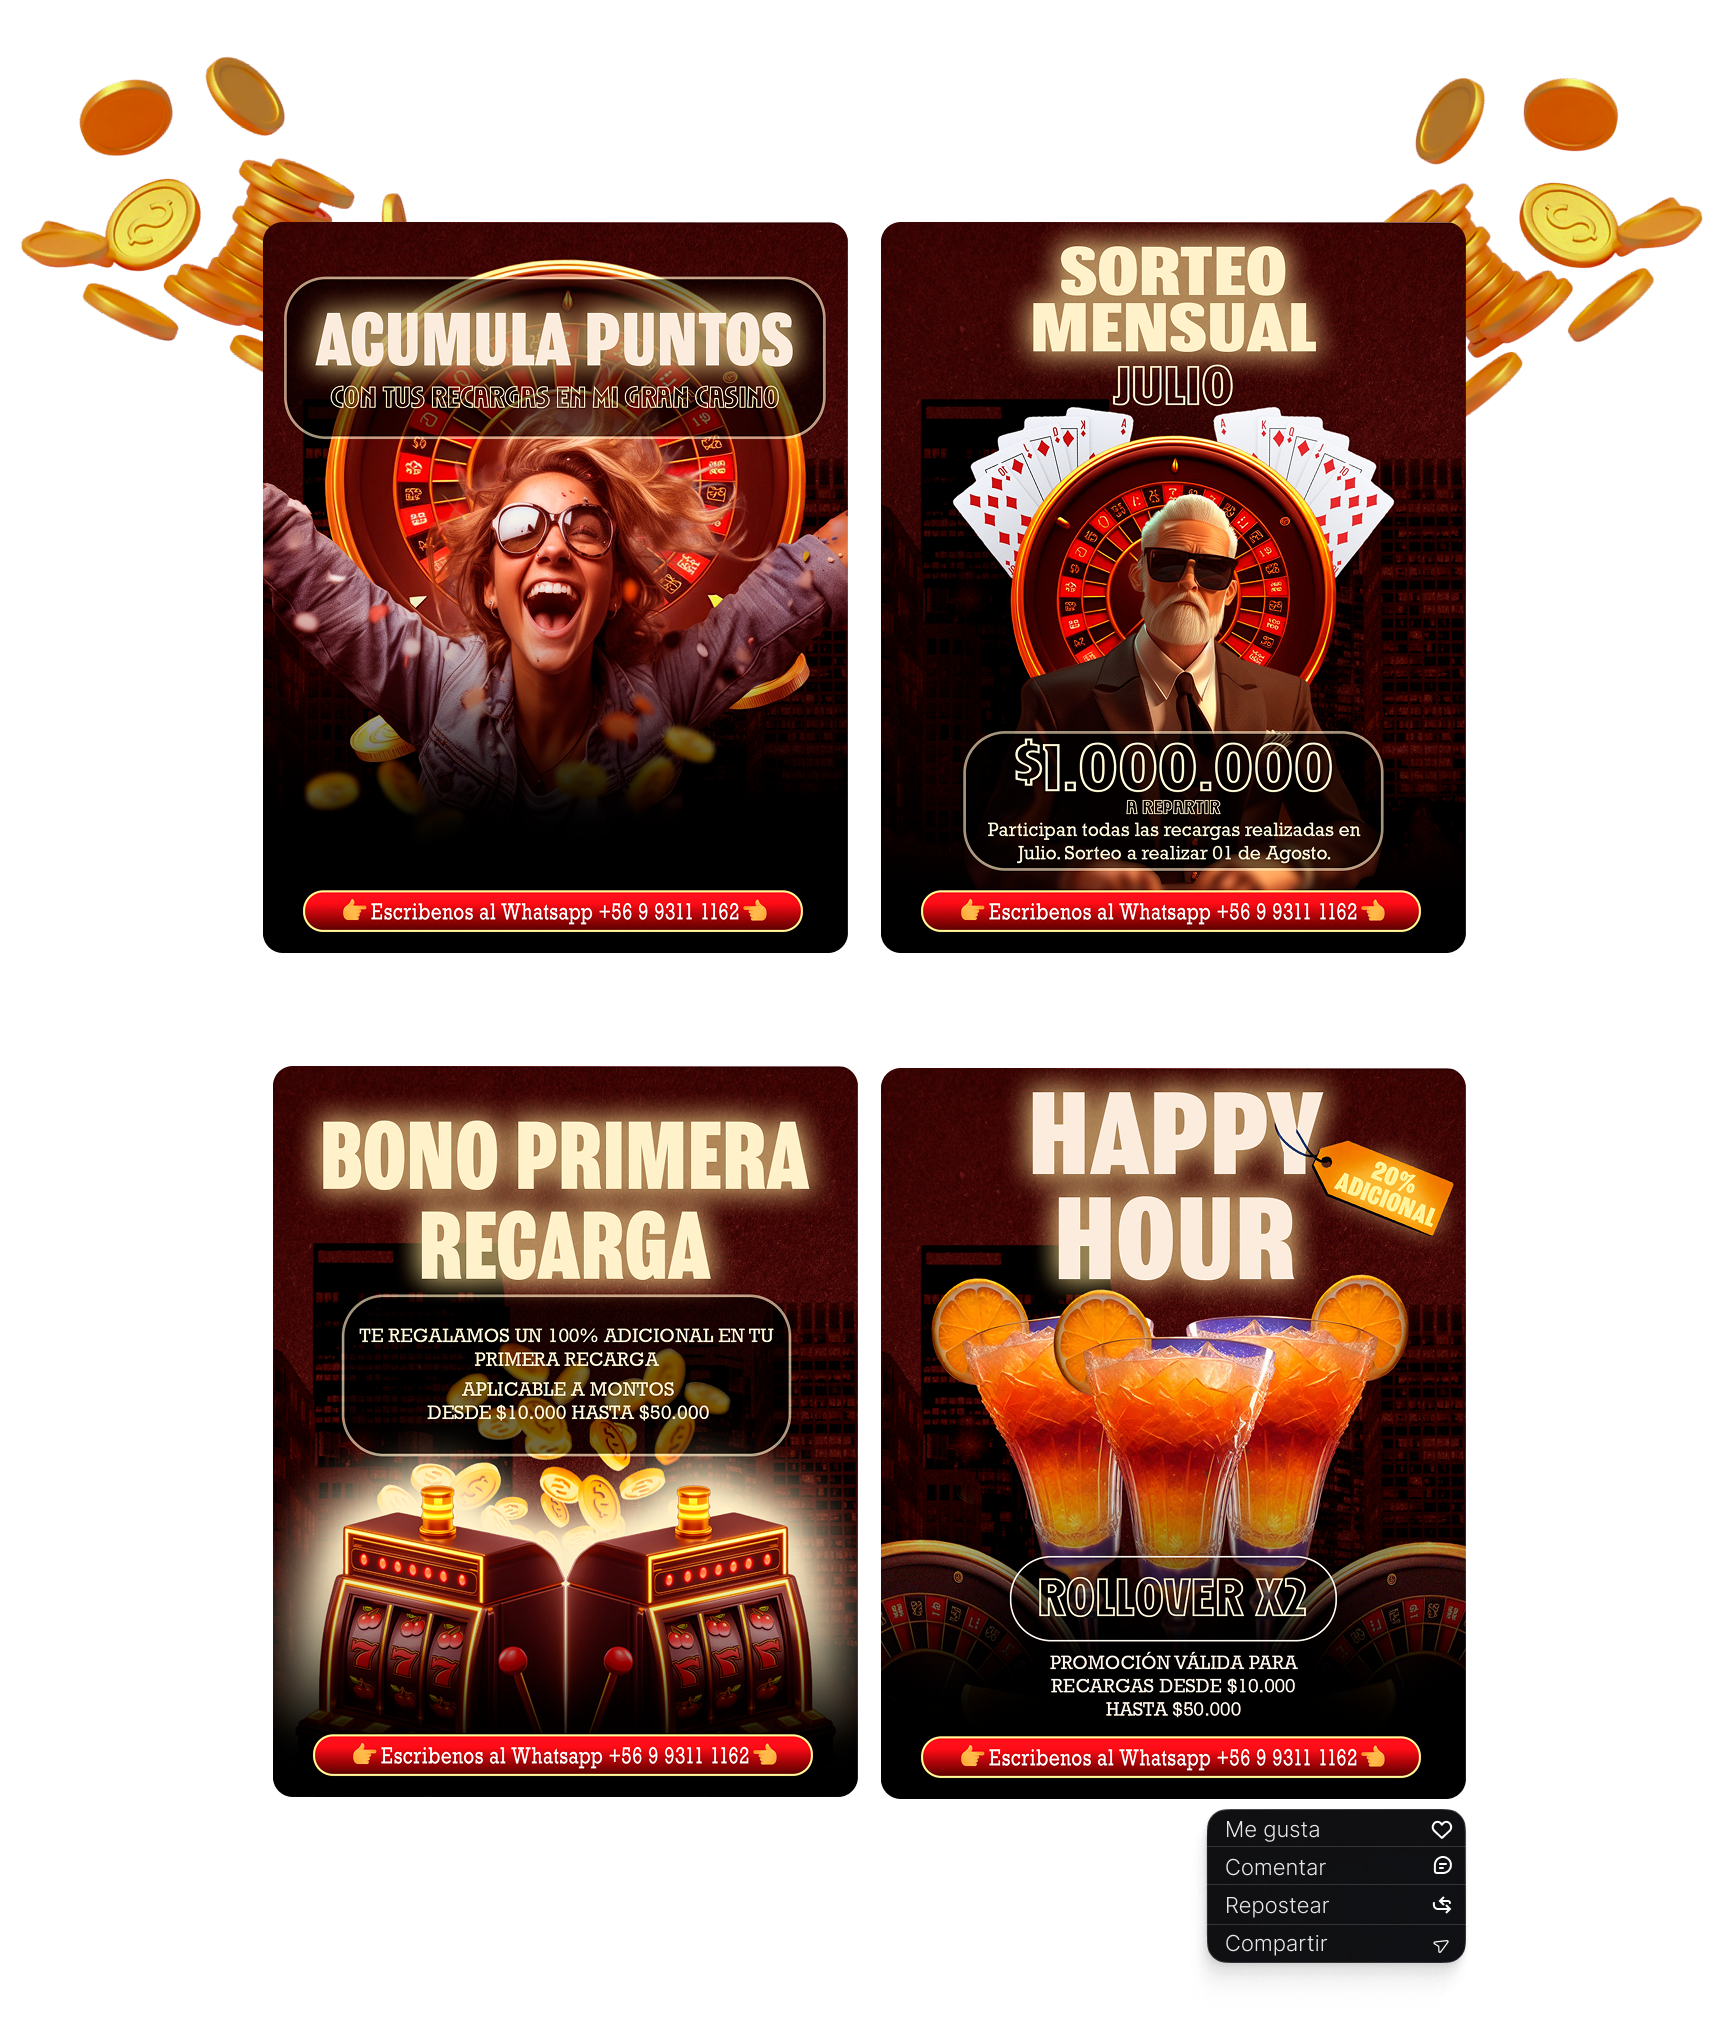 ACUMULA PUNTOS
CON TUS RECARGAS EN MI GRAN CASINO
Escribenos al Whatsapp +56 9 9311 1162
SORTEO
MENSUAL
JULIO
$1.000.000
A REPARTIR
Participan todas las recargas realizadas en
Julio. Sorteo a realizar 01 de Agosto.
Escribenos al Whatsapp +56 9 9311 1162
BONO PRIMERA
RECARGA
TE REGALAMOS UN 100% ADICIONAL EN TU
PRIMERA RECARGA
APLICABLE A MONTOS
DESDE $10.000 HASTA $50.000
Escribenos al Whatsapp +56 9 9311 1162
HAPPY
HOUR
20%
ADICIONAL
ROLLOVER X2
PROMOCIÓN VÁLIDA PARA
RECARGAS DESDE $10.000
HASTA $50.000
Escribenos al Whatsapp +56 9 9311 1162
Me gusta
Comentar
Repostear
Compartir